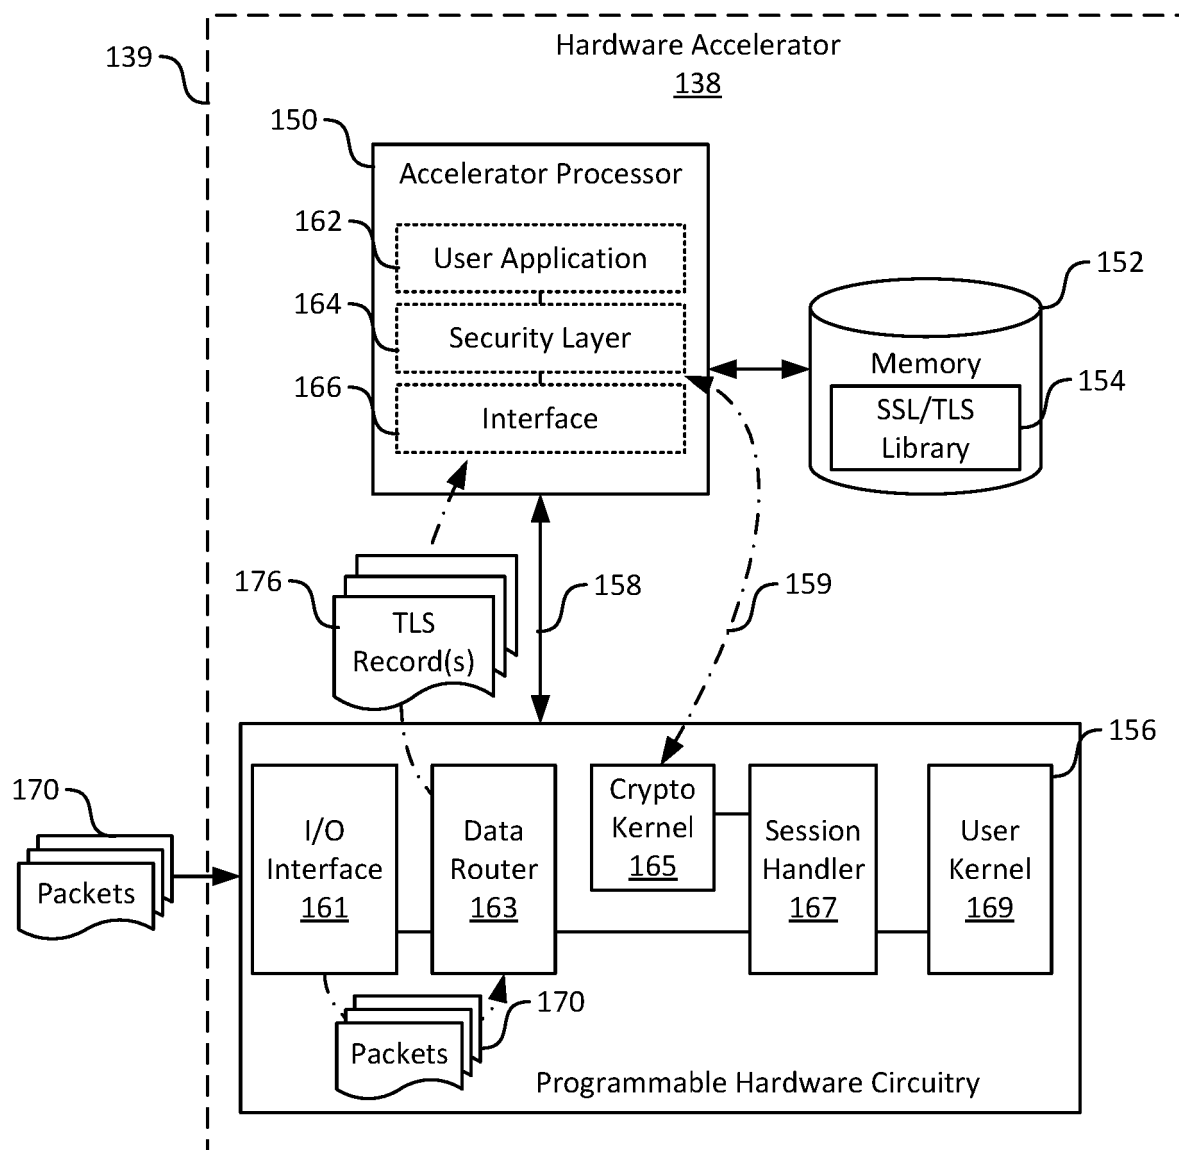 Hardware Accelerator
138
139
150
Accelerator Processor
162
User Application
164
Security Layer
166
Interface
152
Memory
154
SSL/TLS
Library
176
TLS
Record(s)
158
159
156
170
Packets
I/O
Interface
161
Data
Router
163
Crypto
Kernel
165
Session
Handler
167
User
Kernel
169
170
Packets
Programmable Hardware Circuitry